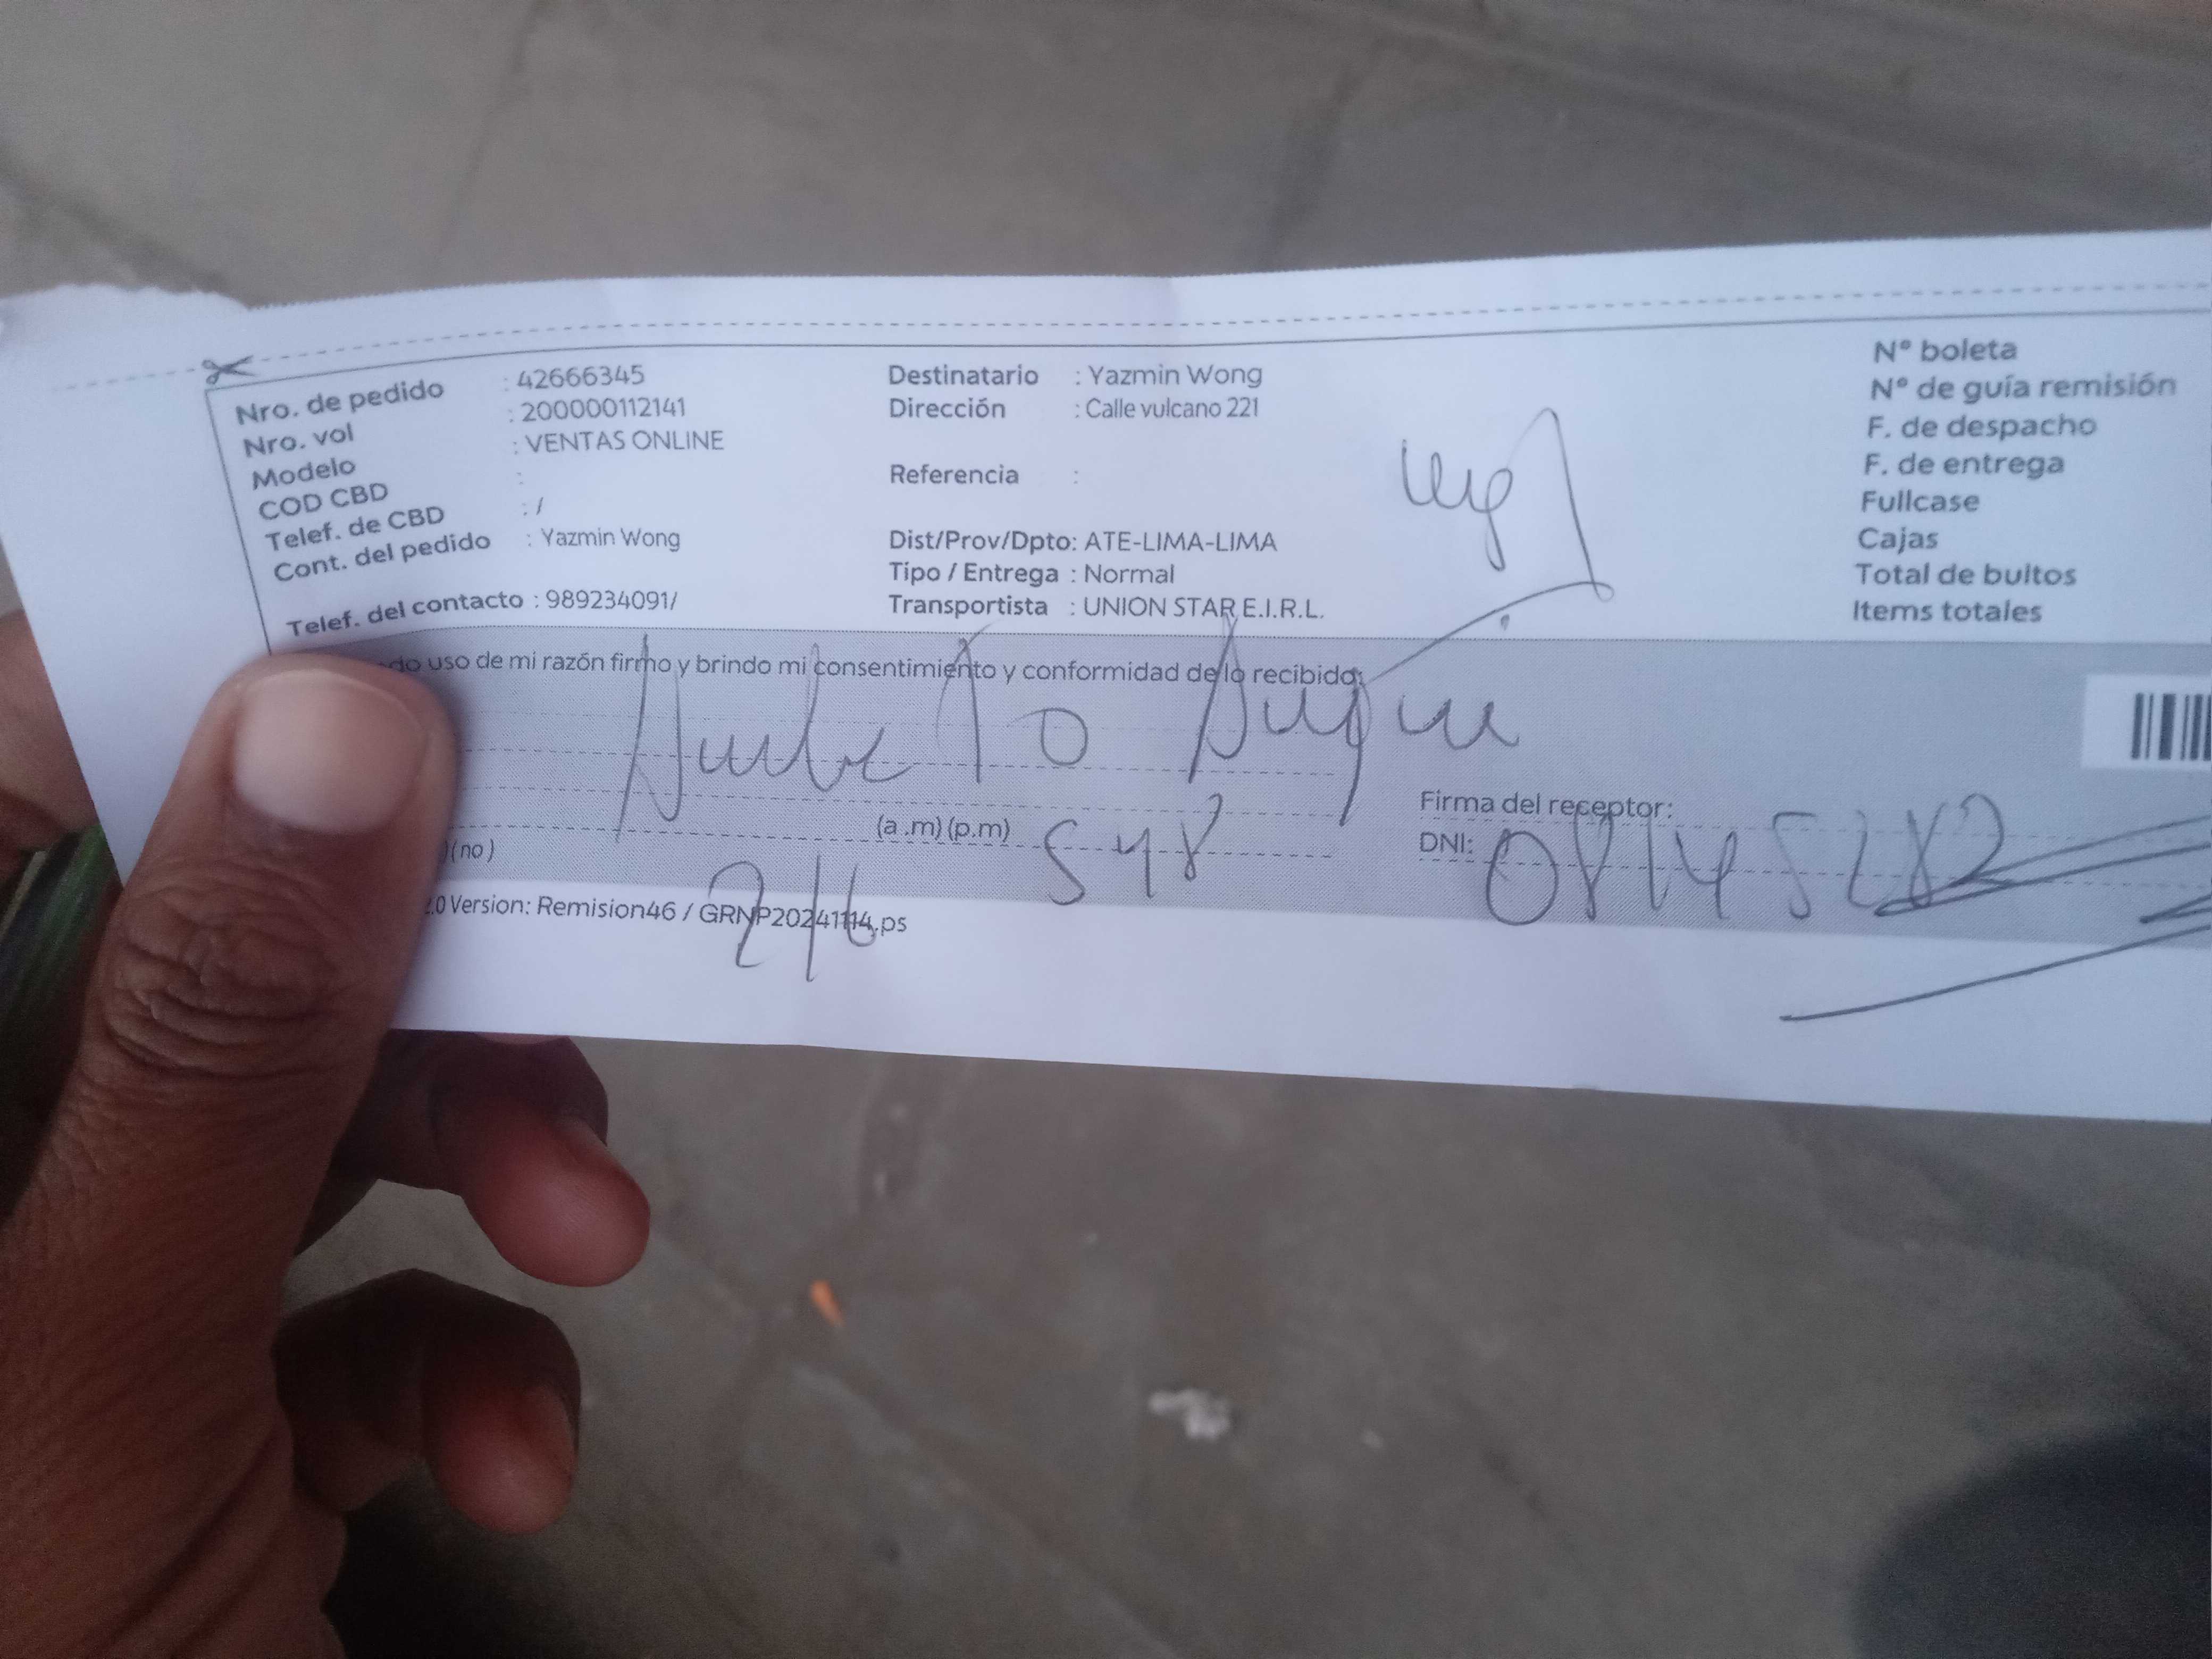 Nro. de pedido : 42666345
Nro. vol : 200000112141
Modelo : VENTAS ONLINE
COD CBD :
Telef. de CBD : /
Cont. del pedido : Yazmin Wong
Telef. del contacto : 989234091/
Destinatario : Yazmin Wong
Dirección : Calle vulcano 221
Referencia :
Dist/Prov/Dpto: ATE-LIMA-LIMA
Tipo / Entrega : Normal
Transportista : UNION STAR E.I.R.L.
N° boleta
N° de guía remisión
F. de despacho
F. de entrega
Fullcase
Cajas
Total de bultos
Items totales
uso de mi razón firmo y brindo mi consentimiento y conformidad de lo recibido:
(a .m) (p.m) 548
Firma del receptor:
DNI:
)(no)
2/6
2.0 Version: Remision46 / GRNP20241114.ps